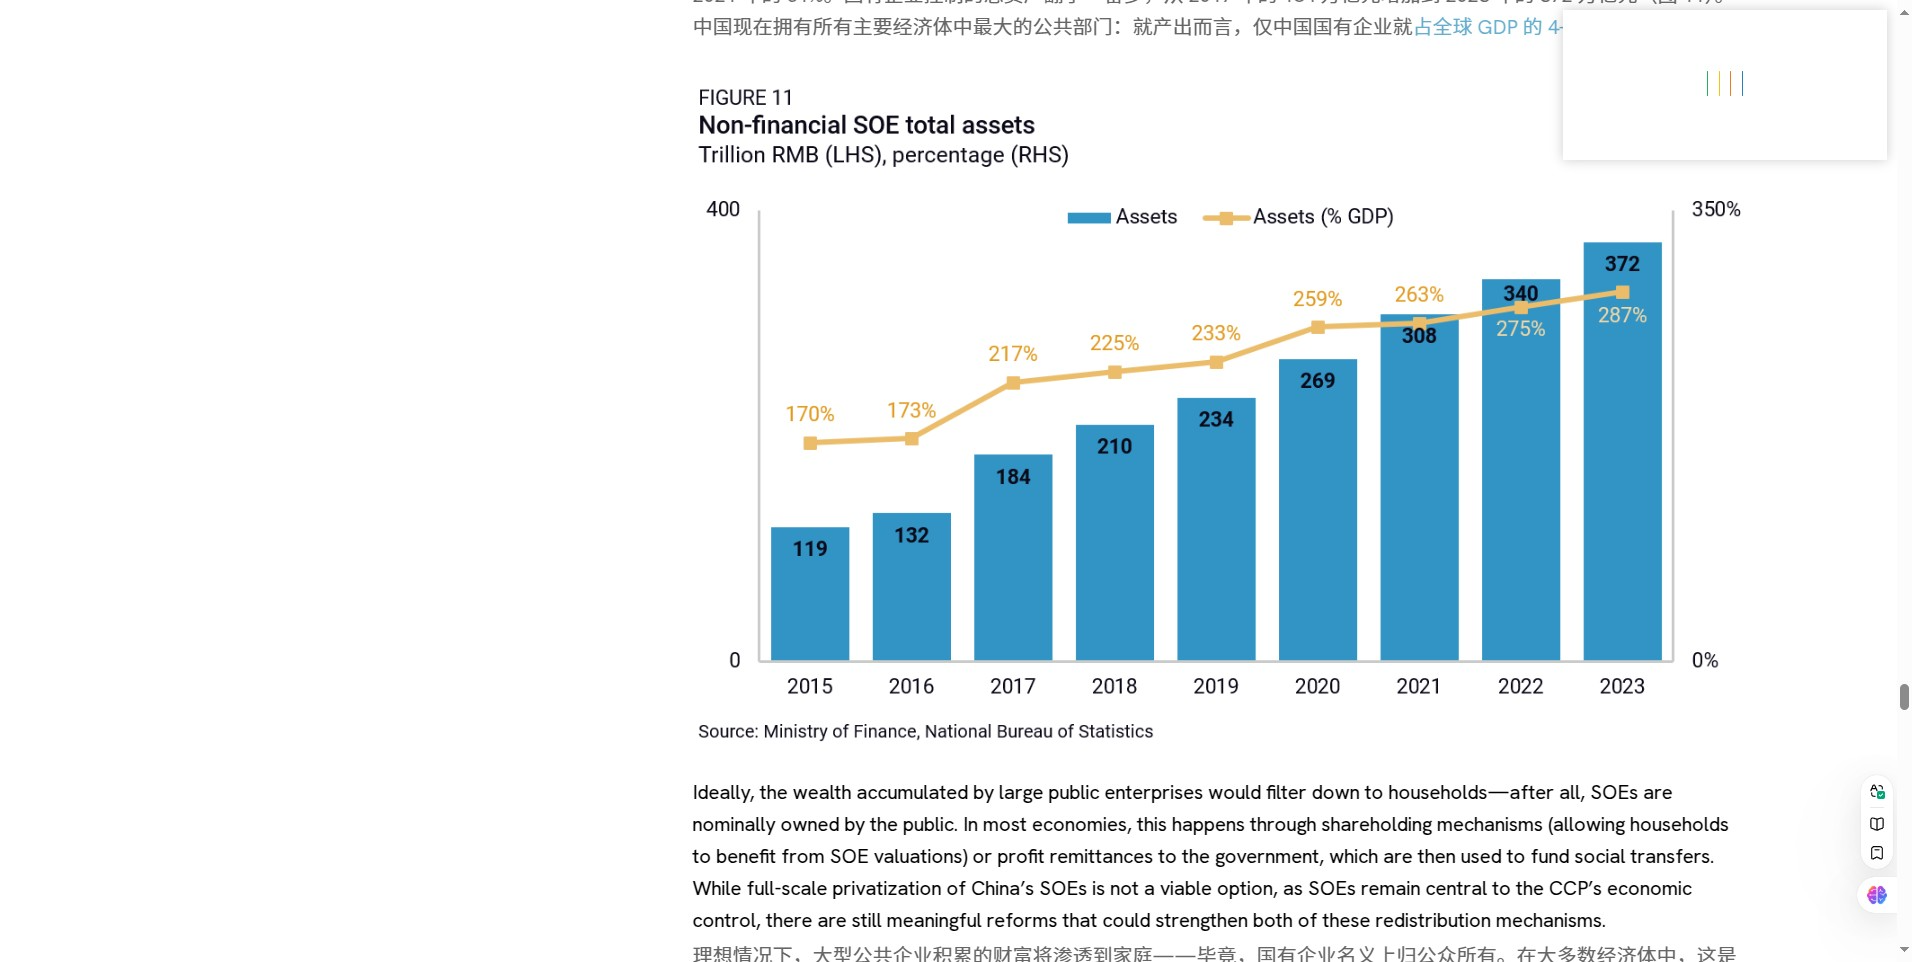 中国现在拥有所有主要经济体中最大的公共部门：就产出而言，仅中国国有企业就占全球 GDP 的 4-
FIGURE 11
Non-financial SOE total assets
Trillion RMB (LHS), percentage (RHS)
400
Assets
Assets (% GDP)
350%
372
340
259%
263%
287%
275%
308
217%
225%
233%
269
170%
173%
234
210
184
132
119
0
0%
2015 2016 2017 2018 2019 2020 2021 2022 2023
Source: Ministry of Finance, National Bureau of Statistics
Ideally, the wealth accumulated by large public enterprises would filter down to households—after all, SOEs are
nominally owned by the public. In most economies, this happens through shareholding mechanisms (allowing households
to benefit from SOE valuations) or profit remittances to the government, which are then used to fund social transfers.
While full-scale privatization of China’s SOEs is not a viable option, as SOEs remain central to the CCP’s economic
control, there are still meaningful reforms that could strengthen both of these redistribution mechanisms.
理想情况下，大型公共企业积累的财富将渗透到家庭——毕竟，国有企业名义上归公众所有。在大多数经济体中，这是